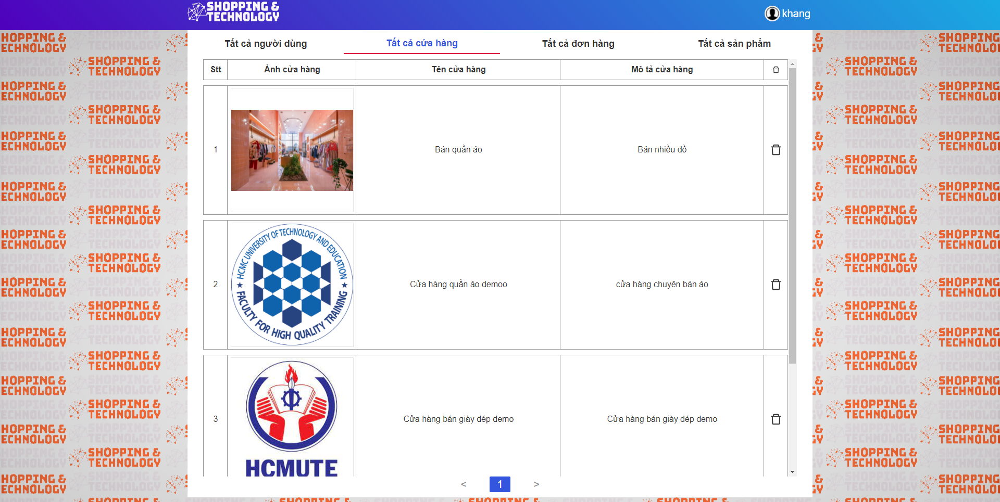 SHOPPING &
TECHNOLOGY
khang
Tất cả người dùng
Tất cả cửa hàng
Tất cả đơn hàng
Tất cả sản phẩm
Stt
Ảnh cửa hàng
Tên cửa hàng
Mô tả cửa hàng
1
Bán quần áo
Bán nhiều đồ
2
HCMC UNIVERSITY OF TECHNOLOGY AND EDUCATION
FACULTY FOR HIGH QUALITY TRAINING
Cửa hàng quần áo demoo
cửa hàng chuyên bán áo
3
HCMUTE
Cửa hàng bán giày dép demo
Cửa hàng bán giày dép demo
< 1 >